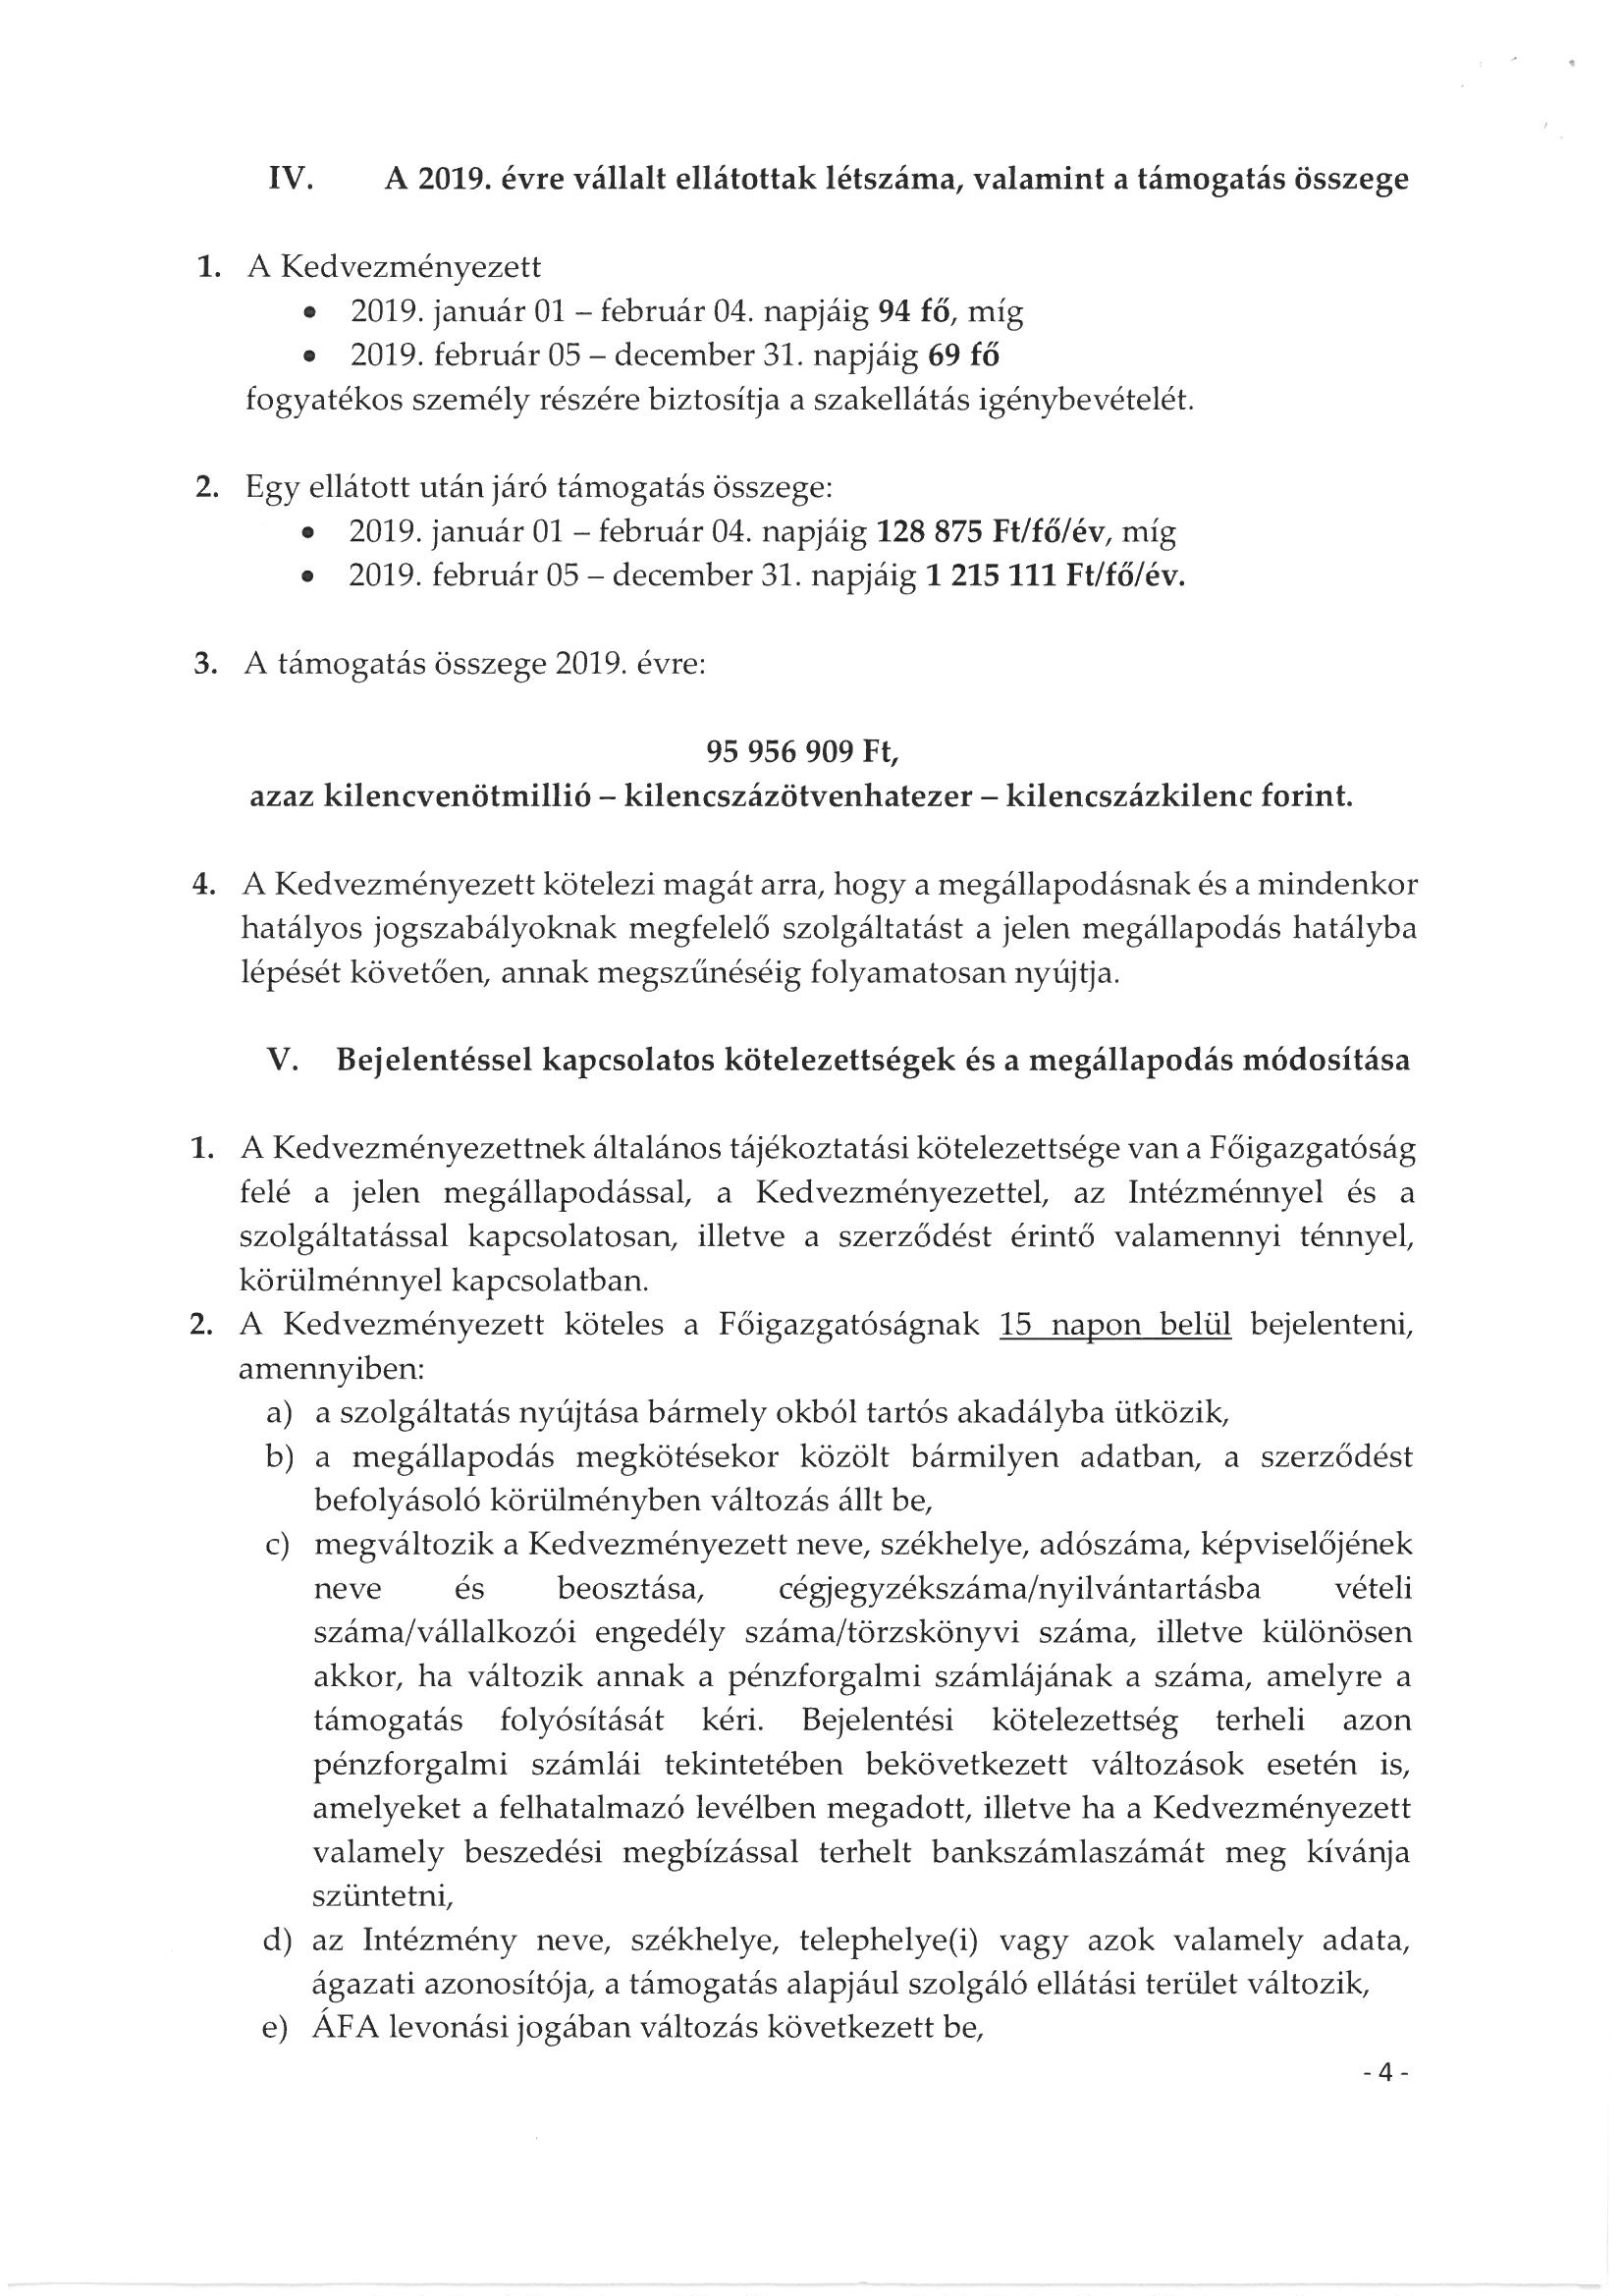 IV. A 2019. évre vállalt ellátottak létszáma, valamint a támogatás összege
1. A Kedvezményezett
• 2019. január 01 – február 04. napjáig 94 fő, míg
• 2019. február 05 – december 31. napjáig 69 fő
fogyatékos személy részére biztosítja a szakellátás igénybevételét.
2. Egy ellátott után járó támogatás összege:
• 2019. január 01 – február 04. napjáig 128 875 Ft/fő/év, míg
• 2019. február 05 – december 31. napjáig 1 215 111 Ft/fő/év.
3. A támogatás összege 2019. évre:
95 956 909 Ft,
azaz kilencvenötmillió – kilencszázötvenhatezer – kilencszázkilenc forint.
4. A Kedvezményezett kötelezi magát arra, hogy a megállapodásnak és a mindenkor
hatályos jogszabályoknak megfelelő szolgáltatást a jelen megállapodás hatályba
lépését követően, annak megszűnéséig folyamatosan nyújtja.
V. Bejelentéssel kapcsolatos kötelezettségek és a megállapodás módosítása
1. A Kedvezményezettnek általános tájékoztatási kötelezettsége van a Főigazgatóság
felé a jelen megállapodással, a Kedvezményezettel, az Intézménnyel és a
szolgáltatással kapcsolatosan, illetve a szerződést érintő valamennyi ténnyel,
körülménnyel kapcsolatban.
2. A Kedvezményezett köteles a Főigazgatóságnak 15 napon belül bejelenteni,
amennyiben:
a) a szolgáltatás nyújtása bármely okból tartós akadályba ütközik,
b) a megállapodás megkötésekor közölt bármilyen adatban, a szerződést
befolyásoló körülményben változás állt be,
c) megváltozik a Kedvezményezett neve, székhelye, adószáma, képviselőjének
neve és beosztása, cégjegyzékszáma/nyilvántartásba vételi
száma/vállalkozói engedély száma/törzskönyvi száma, illetve különösen
akkor, ha változik annak a pénzforgalmi számlájának a száma, amelyre a
támogatás folyósítását kéri. Bejelentési kötelezettség terheli azon
pénzforgalmi számlái tekintetében bekövetkezett változások esetén is,
amelyeket a felhatalmazó levélben megadott, illetve ha a Kedvezményezett
valamely beszedési megbízással terhelt bankszámlaszámát meg kívánja
szüntetni,
d) az Intézmény neve, székhelye, telephelye(i) vagy azok valamely adata,
ágazati azonosítója, a támogatás alapjául szolgáló ellátási terület változik,
e) ÁFA levonási jogában változás következett be,
- 4 -